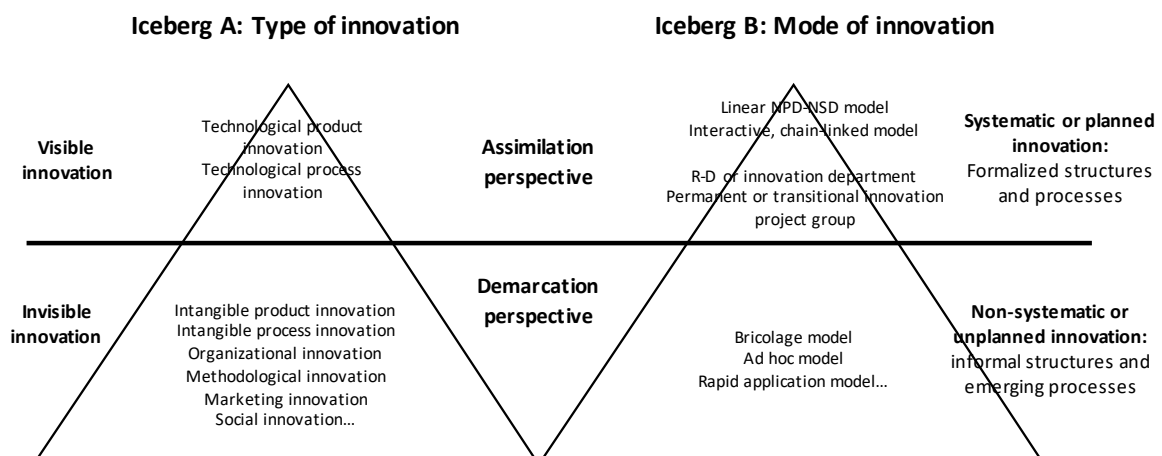 Iceberg A: Type of innovation
Iceberg B: Mode of innovation
Visible
innovation
Technological product
innovation
Technological process
innovation
Assimilation
perspective
Linear NPD-NSD model
Interactive, chain-linked model
R-D or innovation department
Permanent or transitional innovation
project group
Systematic or planned
innovation:
Formalized structures
and processes
Invisible
innovation
Intangible product innovation
Intangible process innovation
Organizational innovation
Methodological innovation
Marketing innovation
Social innovation…
Demarcation
perspective
Bricolage model
Ad hoc model
Rapid application model…
Non-systematic or
unplanned innovation:
informal structures and
emerging processes